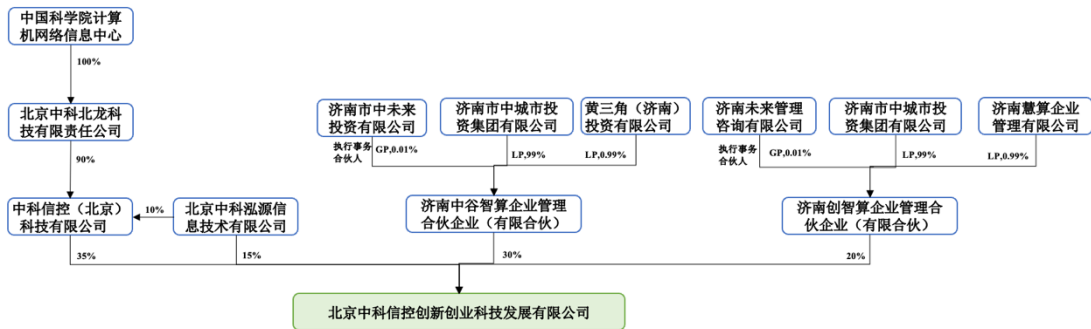 中国科学院计算
机网络信息中心
100%
北京中科北龙科
技有限责任公司
90%
中科信控（北京）
科技有限公司
10%
北京中科泓源信
息技术有限公司
35%
15%
济南市中未来
投资有限公司
济南市中城市投
资集团有限公司
黄三角（济南）
投资有限公司
执行事务
合伙人
GP,0.01%
LP,99%
LP,0.99%
济南中谷智算企业管理
合伙企业（有限合伙）
30%
济南未来管理
咨询有限公司
济南市中城市投
资集团有限公司
济南慧算企业
管理有限公司
执行事务
合伙人
GP,0.01%
LP,99%
LP,0.99%
济南创智算企业管理合
伙企业（有限合伙）
20%
北京中科信控创新创业科技发展有限公司